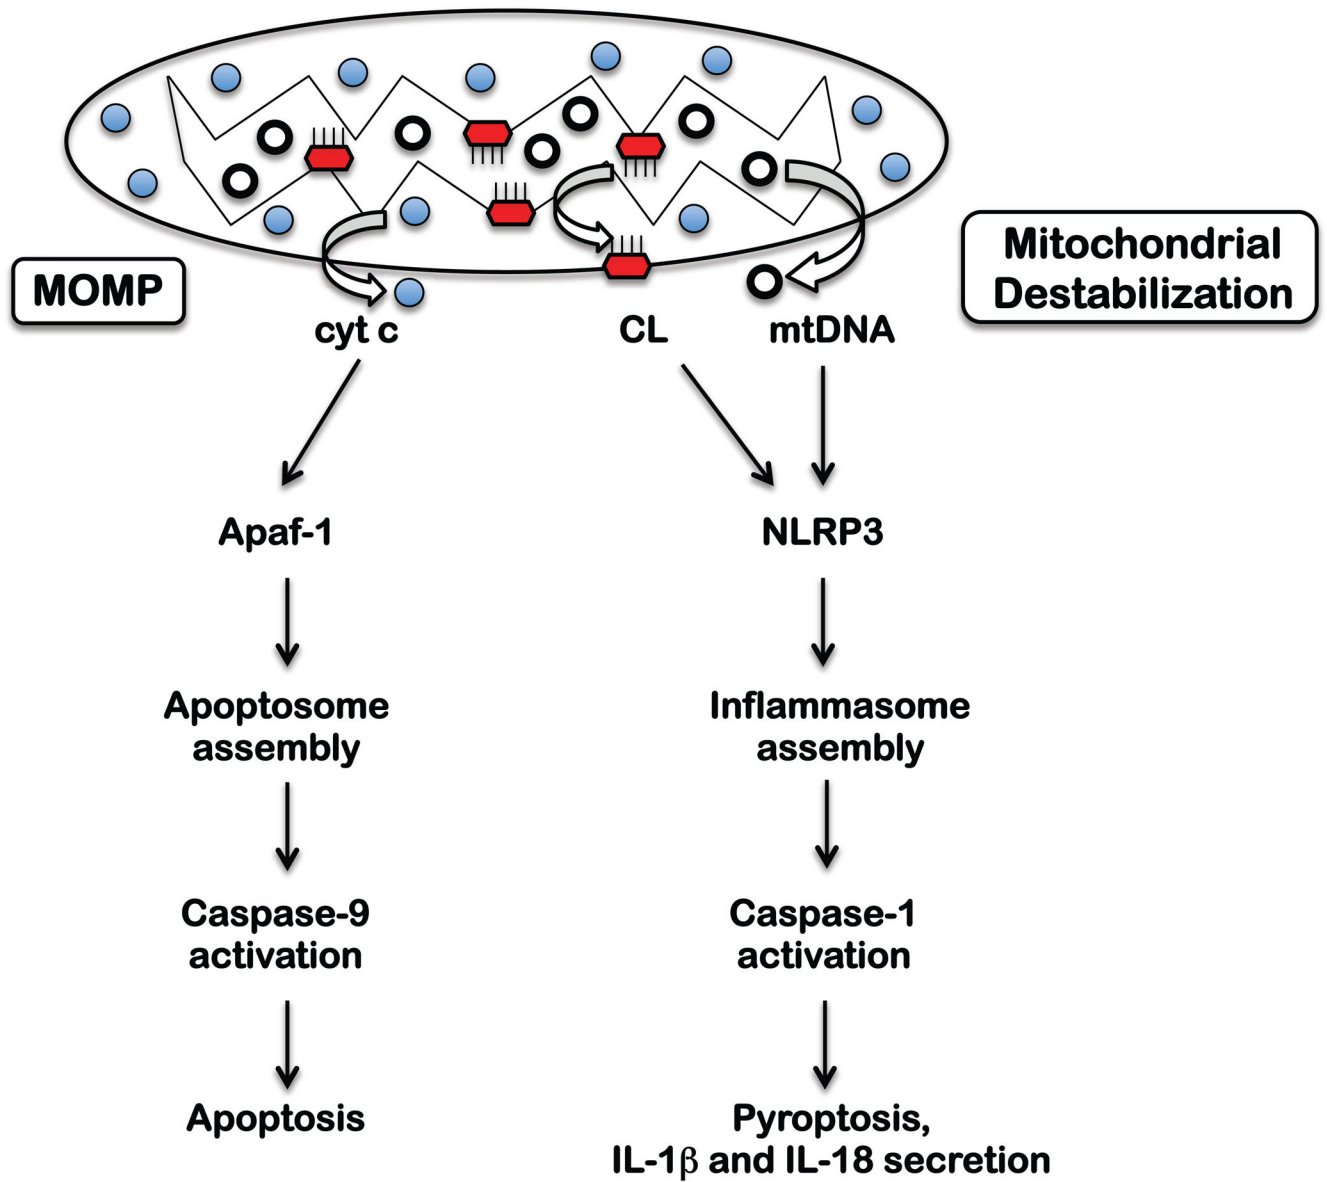 MOMP
Mitochondrial
Destabilization
cyt c
CL
mtDNA
Apaf-1
NLRP3
Apoptosome
assembly
Inflammasome
assembly
Caspase-9
activation
Caspase-1
activation
Apoptosis
Pyroptosis,
IL-1β and IL-18 secretion